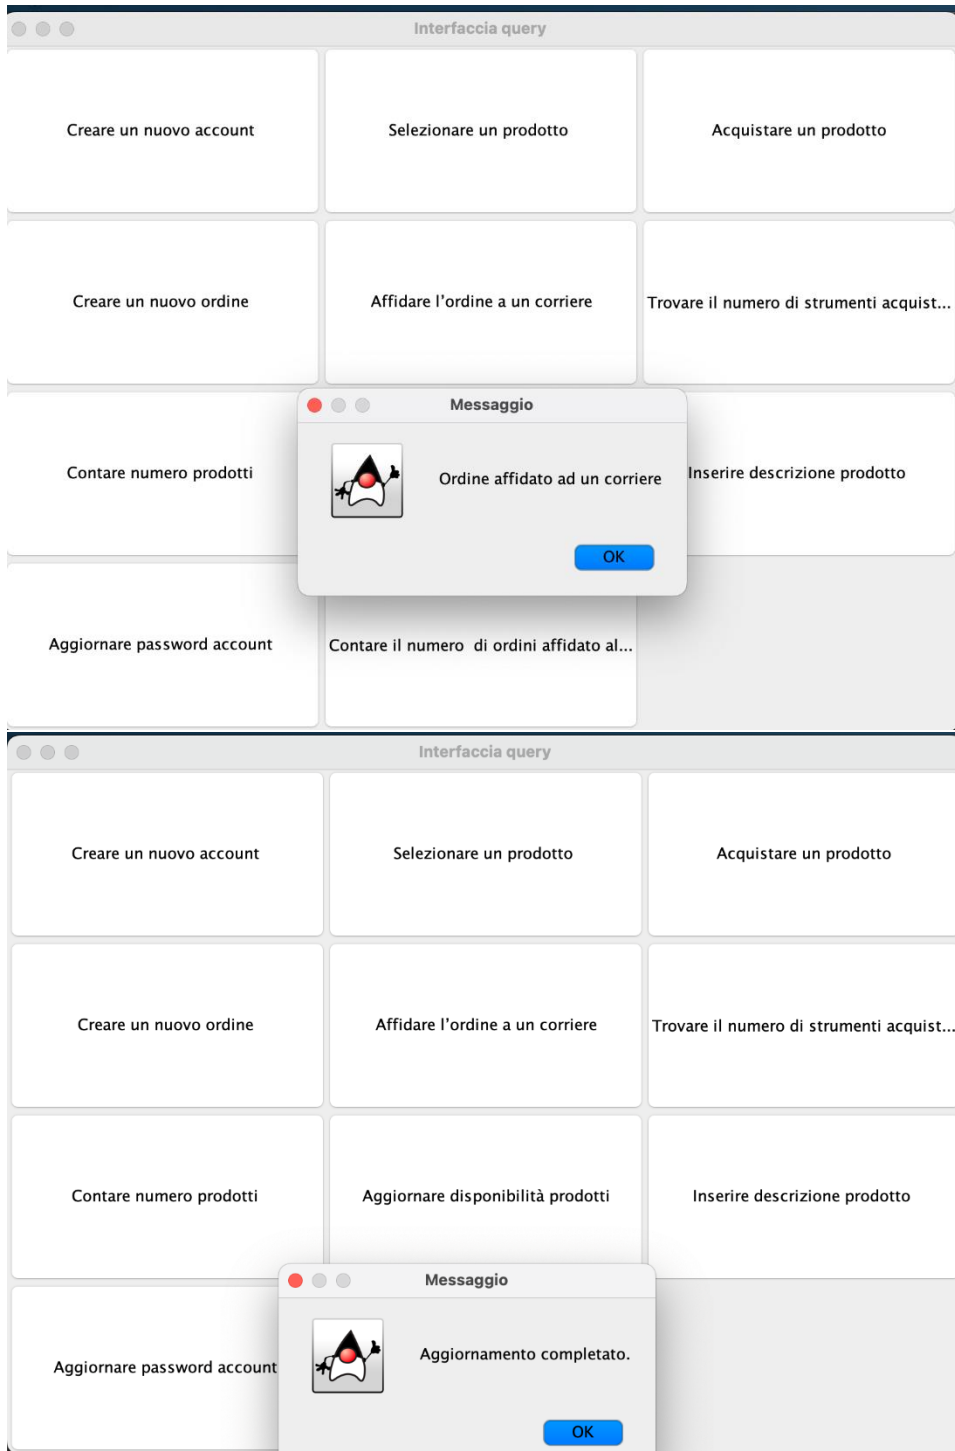 Interfaccia query
Creare un nuovo account
Selezionare un prodotto
Acquistare un prodotto
Creare un nuovo ordine
Affidare l'ordine a un corriere
Trovare il numero di strumenti acquist...
Messaggio
Contare numero prodotti
Ordine affidato ad un corriere
Inserire descrizione prodotto
OK
Aggiornare password account
Contare il numero  di ordini affidato al...
Interfaccia query
Creare un nuovo account
Selezionare un prodotto
Acquistare un prodotto
Creare un nuovo ordine
Affidare l'ordine a un corriere
Trovare il numero di strumenti acquist...
Contare numero prodotti
Aggiornare disponibilità prodotti
Inserire descrizione prodotto
Messaggio
Aggiornare password account
Aggiornamento completato.
OK